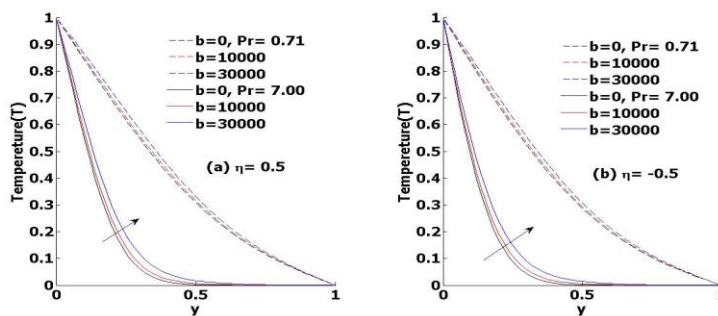 1
0.9
0.8
0.7
0.6
0.5
0.4
0.3
0.2
0.1
0
Tempereture(T)
b=0, Pr= 0.71
b=10000
b=30000
b=0, Pr= 7.00
b=10000
b=30000
(a) η= 0.5
0
0.5
1
y
1
0.9
0.8
0.7
0.6
0.5
0.4
0.3
0.2
0.1
0
Tempereture(T)
b=0, Pr= 0.71
b=10000
b=30000
b=0, Pr= 7.00
b=10000
b=30000
(b) η= -0.5
0
0.5
1
y